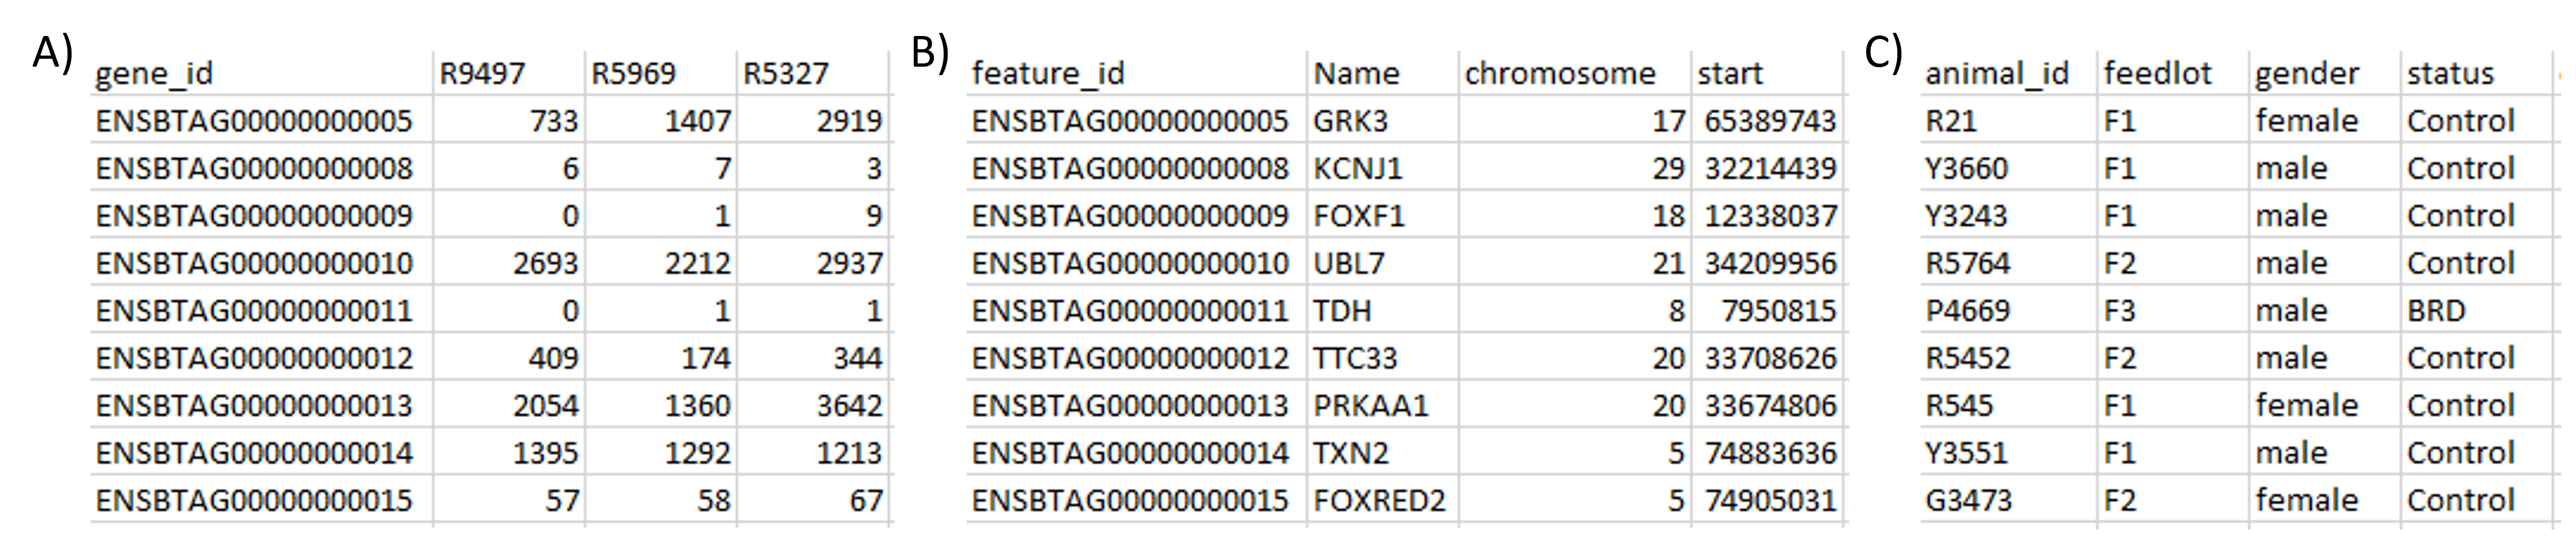 A)
gene_id R9497 R5969 R5327
ENSBTAG00000000005 733 1407 2919
ENSBTAG00000000008 6 7 3
ENSBTAG00000000009 0 1 9
ENSBTAG00000000010 2693 2212 2937
ENSBTAG00000000011 0 1 1
ENSBTAG00000000012 409 174 344
ENSBTAG00000000013 2054 1360 3642
ENSBTAG00000000014 1395 1292 1213
ENSBTAG00000000015 57 58 67
B)
feature_id Name chromosome start
ENSBTAG00000000005 GRK3 17 65389743
ENSBTAG00000000008 KCNJ1 29 32214439
ENSBTAG00000000009 FOXF1 18 12338037
ENSBTAG00000000010 UBL7 21 34209956
ENSBTAG00000000011 TDH 8 7950815
ENSBTAG00000000012 TTC33 20 33708626
ENSBTAG00000000013 PRKAA1 20 33674806
ENSBTAG00000000014 TXN2 5 74883636
ENSBTAG00000000015 FOXRED2 5 74905031
C)
animal_id feedlot gender status
R21 F1 female Control
Y3660 F1 male Control
Y3243 F1 male Control
R5764 F2 male Control
P4669 F3 male BRD
R5452 F2 male Control
R545 F1 female Control
Y3551 F1 male Control
G3473 F2 female Control